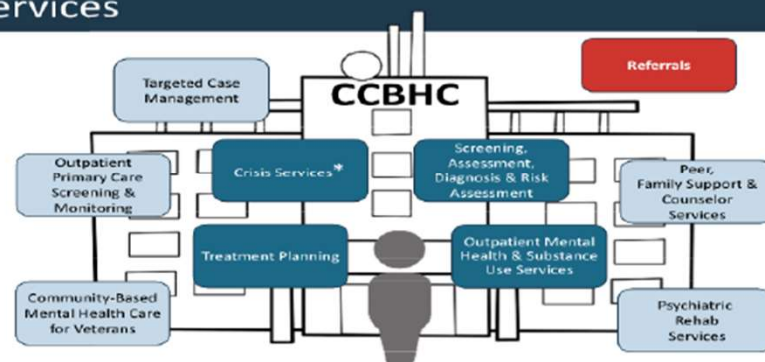 ervices
Referrals
Targeted Case
Management
CCBHC
Crisis Services*
Screening,
Assessment,
Diagnosis & Risk
Assessment
Outpatient
Primary Care
Screening &
Monitoring
Peer,
Family Support &
Counselor
Services
Treatment Planning
Outpatient Mental
Health & Substance
Use Services
Community-Based
Mental Health Care
for Veterans
Psychiatric
Rehab
Services